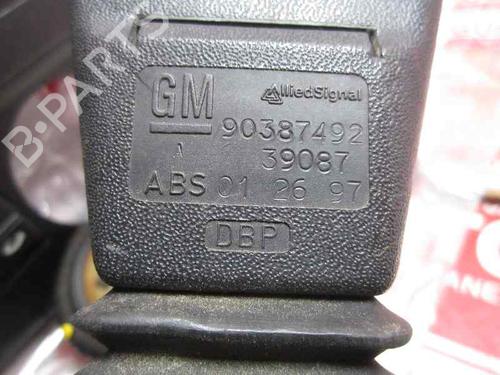 GM AlliedSignal
90387492
A 39087
ABS 01 26 97
DBP
B-PARTS